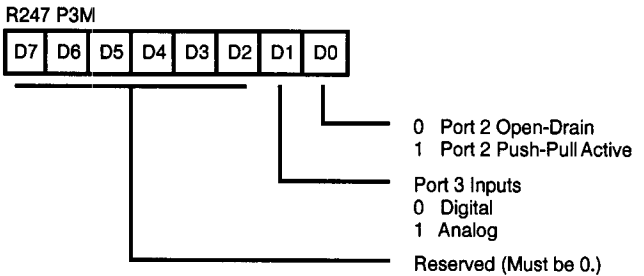 R247 P3M
D7 D6 D5 D4 D3 D2 D1 D0
0 Port 2 Open-Drain
1 Port 2 Push-Pull Active
Port 3 Inputs
0 Digital
1 Analog
Reserved (Must be 0.)